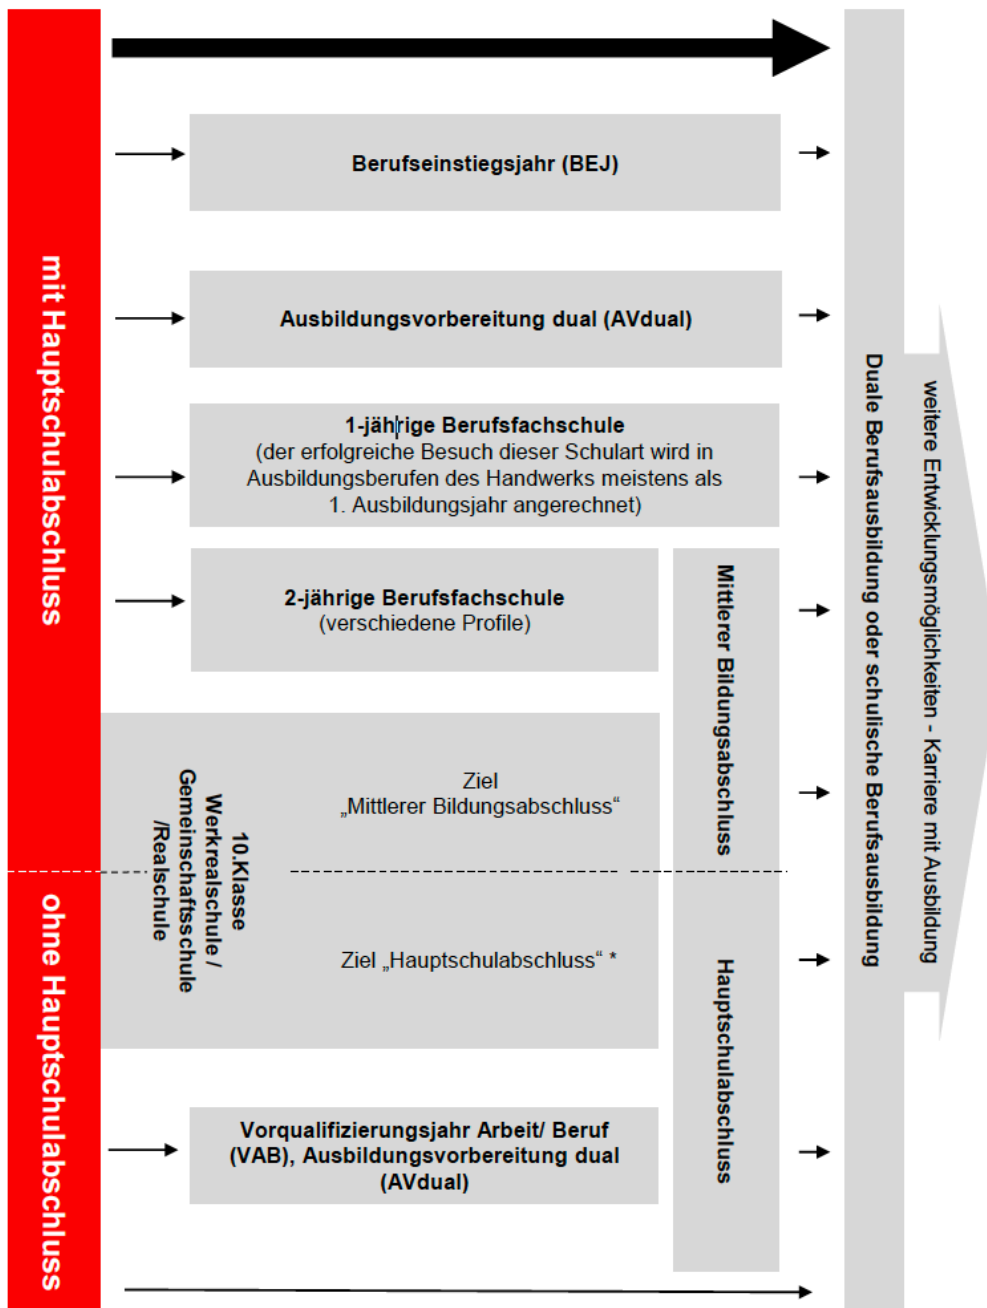 mit Hauptschulabschluss
Berufseinstiegsjahr (BEJ)
Ausbildungsvorbereitung dual (AVdual)
1-jährige Berufsfachschule
(der erfolgreiche Besuch dieser Schulart wird in
Ausbildungsberufen des Handwerks meistens als
1. Ausbildungsjahr angerechnet)
2-jährige Berufsfachschule
(verschiedene Profile)
Mittlerer Bildungsabschluss
10.Klasse
Werkrealschule /
Gemeinschaftsschule
/Realschule
Ziel
„Mittlerer Bildungsabschluss“
ohne Hauptschulabschluss
Ziel „Hauptschulabschluss“ *
Hauptschulabschluss
Vorqualifizierungsjahr Arbeit/ Beruf
(VAB), Ausbildungsvorbereitung dual
(AVdual)
Duale Berufsausbildung oder schulische Berufsausbildung
weitere Entwicklungsmöglichkeiten - Karriere mit Ausbildung